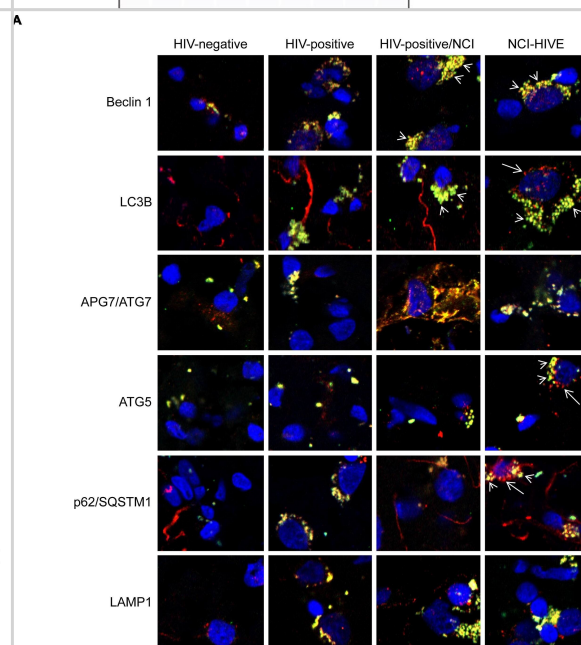 A
HIV-negative HIV-positive HIV-positive/NCI NCI-HIVE
Beclin 1
LC3B
APG7/ATG7
ATG5
p62/SQSTM1
LAMP1